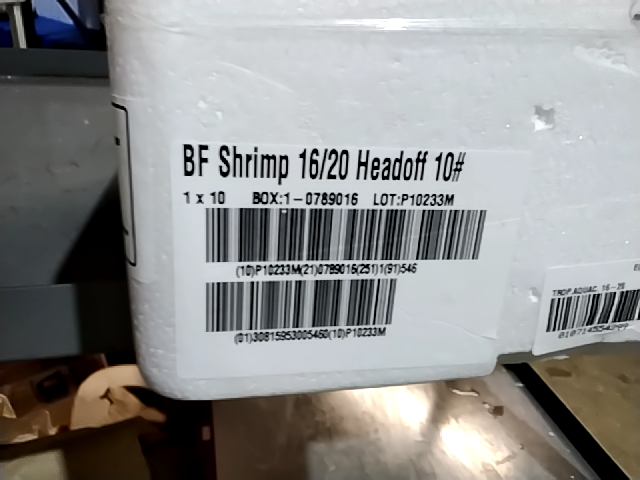 BF Shrimp 16/20 Headoff 10#
1 x 10 BOX:1-0789016 LOT:P10233M
(10)P10233M(21)0789016(251)1(91)546
(01)30815953005460(10)P10233M
TROP.AQUAC. 16-20